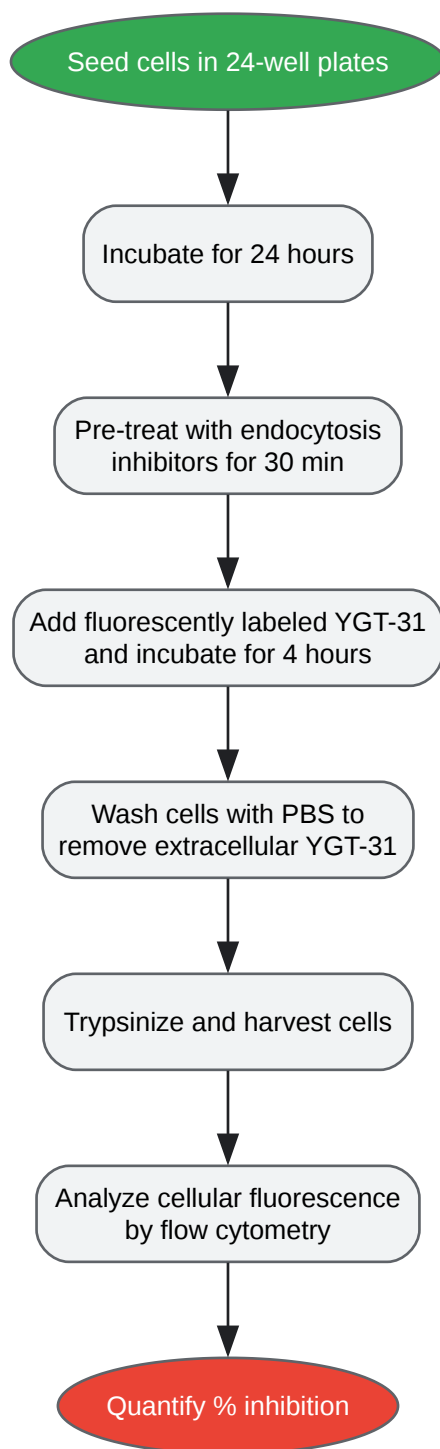 Seed cells in 24-well plates
Incubate for 24 hours
Pre-treat with endocytosis
inhibitors for 30 min
Add fluorescently labeled YGT-31
and incubate for 4 hours
Wash cells with PBS to
remove extracellular YGT-31
Trypsinize and harvest cells
Analyze cellular fluorescence
by flow cytometry
Quantify % inhibition